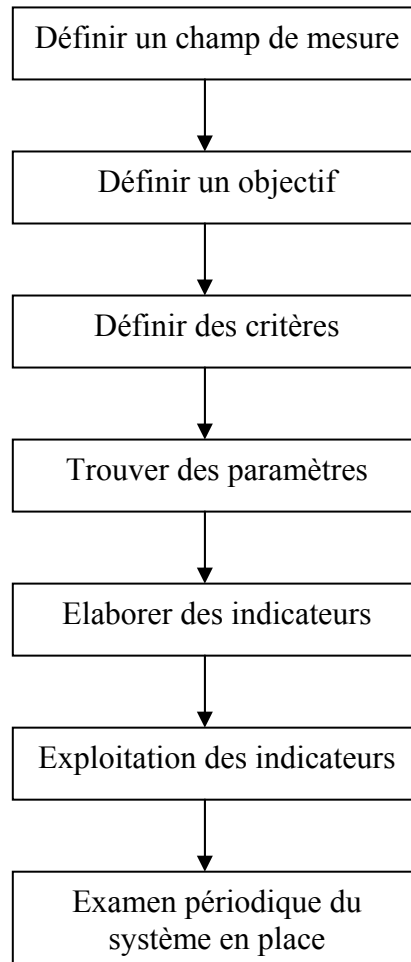 Définir un champ de mesure
Définir un objectif
Définir des critères
Trouver des paramètres
Elaborer des indicateurs
Exploitation des indicateurs
Examen périodique du
système en place